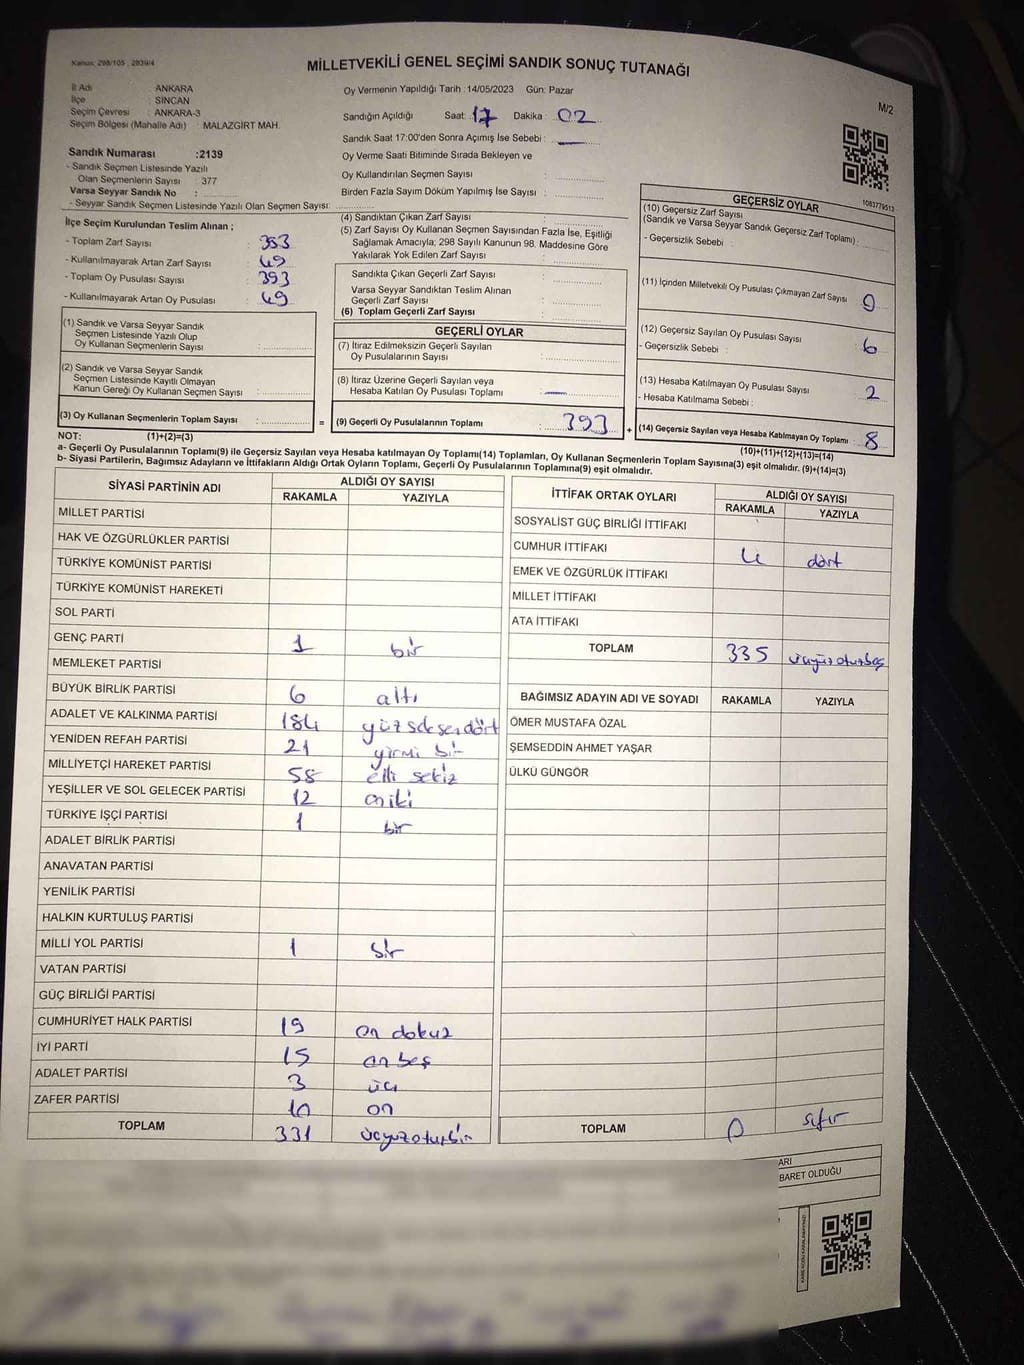 Kanun: 298/105 , 2839/4
MİLLETVEKİLİ GENEL SEÇİMİ SANDIK SONUÇ TUTANAĞI
M/2
İl Adı : ANKARA
İlçe : SİNCAN
Seçim Çevresi : ANKARA-3
Seçim Bölgesi (Mahalle Adı) : MALAZGİRT MAH.
Sandık Numarası :2139
- Sandık Seçmen Listesinde Yazılı
Olan Seçmenlerin Sayısı : 377
Varsa Seyyar Sandık No :
- Seyyar Sandık Seçmen Listesinde Yazılı Olan Seçmen Sayısı:
Oy Vermenin Yapıldığı Tarih :14/05/2023 Gün: Pazar
Sandığın Açıldığı Saat: 17 Dakika : 02
Sandık Saat 17:00'den Sonra Açımış İse Sebebi : —
Oy Verme Saati Bitiminde Sırada Bekleyen ve
Oy Kullandırılan Seçmen Sayısı :
Birden Fazla Sayım Döküm Yapılmış İse Sayısı :
1083779513
İlçe Seçim Kurulundan Teslim Alınan ;
- Toplam Zarf Sayısı : 393
- Kullanılmayarak Artan Zarf Sayısı : 49
- Toplam Oy Pusulası Sayısı : 393
- Kullanılmayarak Artan Oy Pusulası : 49
(1) Sandık ve Varsa Seyyar Sandık
Seçmen Listesinde Yazılı Olup
Oy Kullanan Seçmenlerin Sayısı :
(2) Sandık ve Varsa Seyyar Sandık
Seçmen Listesinde Kayıtlı Olmayan
Kanun Gereği Oy Kullanan Seçmen Sayısı :
(3) Oy Kullanan Seçmenlerin Toplam Sayısı : =
(4) Sandıktan Çıkan Zarf Sayısı :
(5) Zarf Sayısı Oy Kullanan Seçmen Sayısından Fazla İse, Eşitliği
Sağlamak Amacıyla, 298 Sayılı Kanunun 98. Maddesine Göre
Yakılarak Yok Edilen Zarf Sayısı :
Sandıkta Çıkan Geçerli Zarf Sayısı :
Varsa Seyyar Sandıktan Teslim Alınan
Geçerli Zarf Sayısı :
(6) Toplam Geçerli Zarf Sayısı :
GEÇERLİ OYLAR
(7) İtiraz Edilmeksizin Geçerli Sayılan
Oy Pusulalarının Sayısı :
(8) İtiraz Üzerine Geçerli Sayılan veya
Hesaba Katılan Oy Pusulası Toplamı : —
(9) Geçerli Oy Pusulalarının Toplamı : 393 +
GEÇERSİZ OYLAR
(10) Geçersiz Zarf Sayısı
(Sandık ve Varsa Seyyar Sandık Geçersiz Zarf Toplamı) :
- Geçersizlik Sebebi :
(11) İçinden Milletvekili Oy Pusulası Çıkmayan Zarf Sayısı : 0
(12) Geçersiz Sayılan Oy Pusulası Sayısı : 6
- Geçersizlik Sebebi :
(13) Hesaba Katılmayan Oy Pusulası Sayısı : 2
- Hesaba Katılmama Sebebi :
(14) Geçersiz Sayılan veya Hesaba Katılmayan Oy Toplamı : 8
NOT: (1)+(2)=(3) (10)+(11)+(12)+(13)=(14)
a- Geçerli Oy Pusulalarının Toplamı(9) ile Geçersiz Sayılan veya Hesaba katılmayan Oy Toplamı(14) Toplamları, Oy Kullanan Seçmenlerin Toplam Sayısına(3) eşit olmalıdır. (9)+(14)=(3)
b- Siyasi Partilerin, Bağımsız Adayların ve İttifakların Aldığı Ortak Oyların Toplamı, Geçerli Oy Pusulalarının Toplamına(9) eşit olmalıdır.
SİYASİ PARTİNİN ADI ALDIĞI OY SAYISI
RAKAMLA YAZIYLA
MİLLET PARTİSİ
HAK VE ÖZGÜRLÜKLER PARTİSİ
TÜRKİYE KOMÜNİST PARTİSİ
TÜRKİYE KOMÜNİST HAREKETİ
SOL PARTİ
GENÇ PARTİ 1 bir
MEMLEKET PARTİSİ
BÜYÜK BİRLİK PARTİSİ 6 altı
ADALET VE KALKINMA PARTİSİ 184 yüzseksendört
YENİDEN REFAH PARTİSİ 21 yirmi bir
MİLLİYETÇİ HAREKET PARTİSİ 58 elli sekiz
YEŞİLLER VE SOL GELECEK PARTİSİ 12 oniki
TÜRKİYE İŞÇİ PARTİSİ 1 bir
ADALET BİRLİK PARTİSİ
ANAVATAN PARTİSİ
YENİLİK PARTİSİ
HALKIN KURTULUŞ PARTİSİ
MİLLİ YOL PARTİSİ 1 bir
VATAN PARTİSİ
GÜÇ BİRLİĞİ PARTİSİ
CUMHURİYET HALK PARTİSİ 19 on dokuz
İYİ PARTİ 15 on beş
ADALET PARTİSİ 3 üç
ZAFER PARTİSİ 10 on
TOPLAM 331 üçyüzoturbir
İTTİFAK ORTAK OYLARI ALDIĞI OY SAYISI
RAKAMLA YAZIYLA
SOSYALİST GÜÇ BİRLİĞİ İTTİFAKI
CUMHUR İTTİFAKI 4 dört
EMEK VE ÖZGÜRLÜK İTTİFAKI
MİLLET İTTİFAKI
ATA İTTİFAKI
TOPLAM 335 üçyüzoturbeş
BAĞIMSIZ ADAYIN ADI VE SOYADI RAKAMLA YAZIYLA
ÖMER MUSTAFA ÖZAL
ŞEMSEDDİN AHMET YAŞAR
ÜLKÜ GÜNGÖR
TOPLAM 0 sıfır
ARI
BARET OLDUĞU